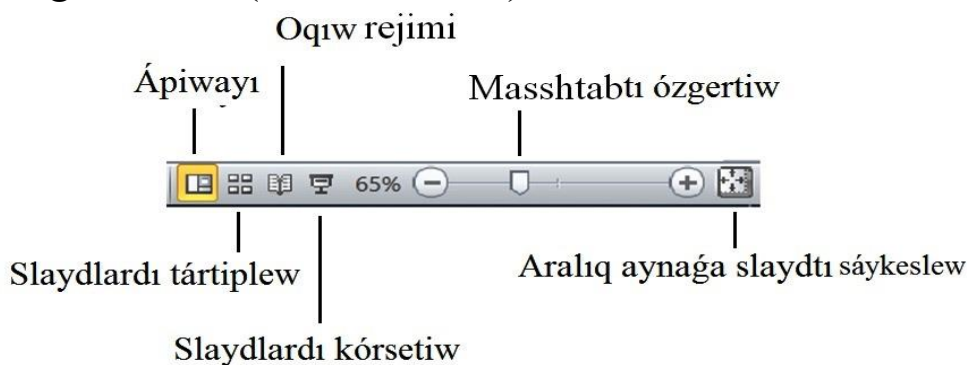 Oqıw rejimi
Ápiwayı
Masshtabtı ózgertiw
65%
Slaydlardı tártiplew
Aralıq aynaǵa slaydtı sáykeslew
Slaydlardı kórsetiw